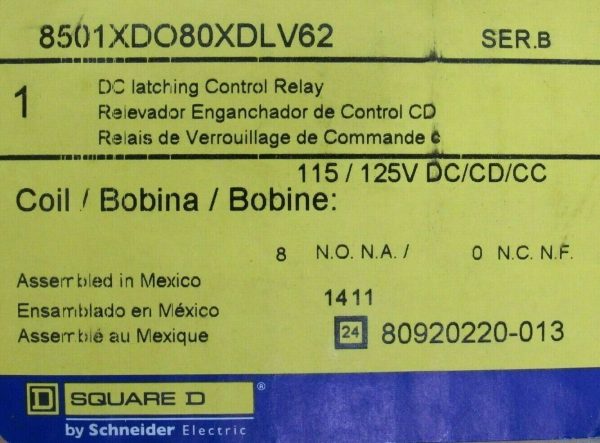 8501XDO80XDLV62 SER.B
1 DC latching Control Relay
Relevador Enganchador de Control CD
Relais de Verrouillage de Commande c
115 / 125V DC/CD/CC
Coil / Bobina / Bobine:
8 N.O. N.A. / 0 N.C. N.F.
Assembled in Mexico
Ensamblado en México
Assemblé au Mexique
1411
24 80920220-013
D SQUARE D ®
by Schneider Electric